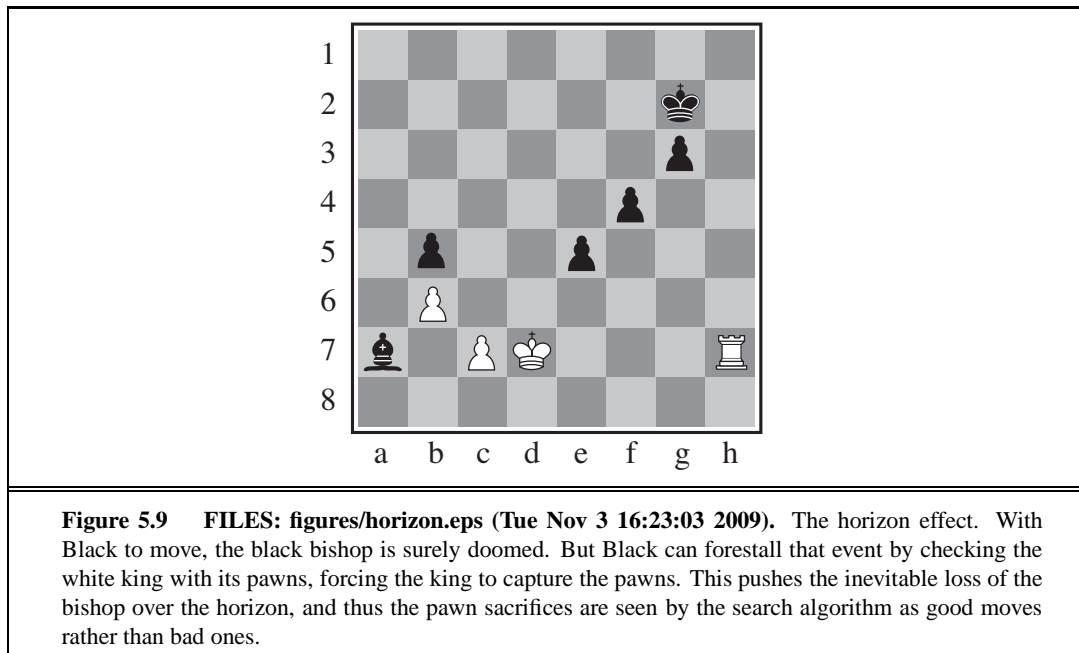 1
2
3
4
5
6
7
8
a b c d e f g h
Figure 5.9 FILES: figures/horizon.eps (Tue Nov 3 16:23:03 2009). The horizon effect. With
Black to move, the black bishop is surely doomed. But Black can forestall that event by checking the
white king with its pawns, forcing the king to capture the pawns. This pushes the inevitable loss of the
bishop over the horizon, and thus the pawn sacrifices are seen by the search algorithm as good moves
rather than bad ones.